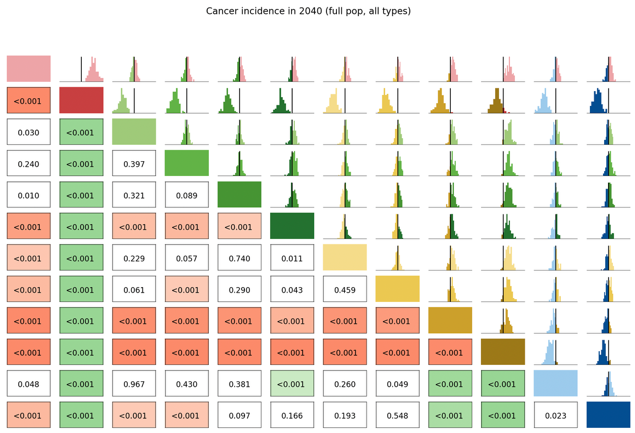 Cancer incidence in 2040 (full pop, all types)
<0.001
0.030 <0.001
0.240 <0.001 0.397
0.010 <0.001 0.321 0.089
<0.001 <0.001 <0.001 <0.001 <0.001
<0.001 <0.001 0.229 0.057 0.740 0.011
<0.001 <0.001 0.061 <0.001 0.290 0.043 0.459
<0.001 <0.001 <0.001 <0.001 <0.001 <0.001 <0.001 <0.001
<0.001 <0.001 <0.001 <0.001 <0.001 <0.001 <0.001 <0.001 <0.001
0.048 <0.001 0.967 0.430 0.381 <0.001 0.260 0.049 <0.001 <0.001
<0.001 <0.001 <0.001 <0.001 0.097 0.166 0.193 0.548 <0.001 <0.001 0.023